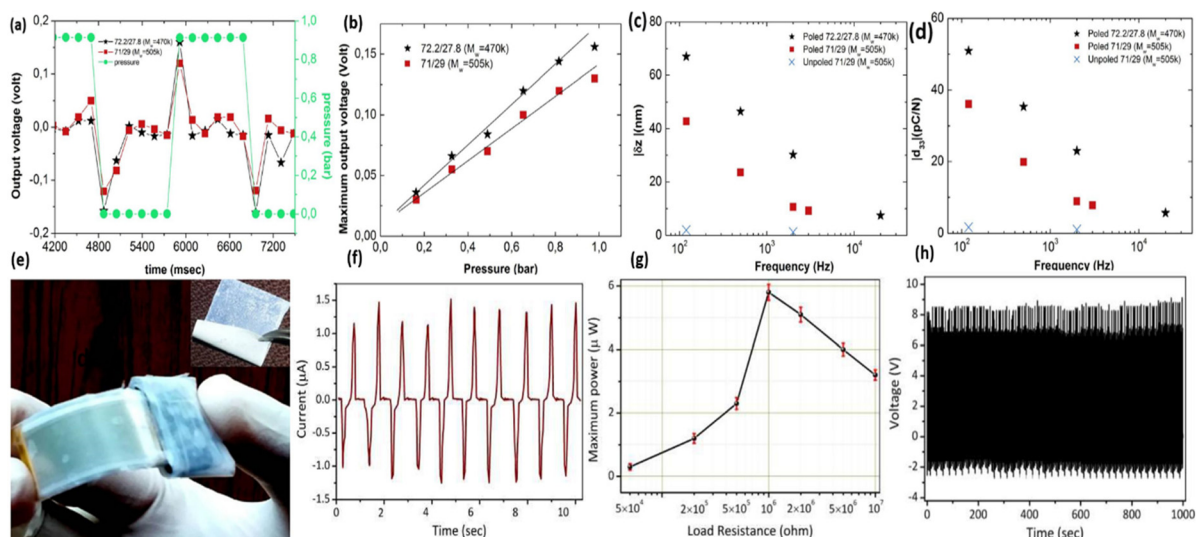 (a)
72.2/27.8 (Mw=470k)
71/29 (Mw=505k)
pressure
Output voltage (volt)
0,2
0,1
0,0
-0,1
-0,2
1,0
0,8
0,6
0,4
0,2
0,0
pressure (bar)
4200 4800 5400 6000 6600 7200
time (msec)
(b)
72.2/27.8 (Mw=470k)
71/29 (Mw=505k)
Maximum output voltage (Volt)
0,15
0,10
0,05
0,00
0,0 0,2 0,4 0,6 0,8 1,0
Pressure (bar)
(c)
Poled 72.2/27.8 (Mw=470k)
Poled 71/29 (Mw=505k)
Unpoled 71/29 (Mw=505k)
|δz |(nm)
80
60
40
20
0
10² 10³ 10⁴
Frequency (Hz)
(d)
Poled 72.2/27.8 (Mw=470k)
Poled 71/29 (Mw=505k)
Unpoled 71/29 (Mw=505k)
|d33|(pC/N)
60
40
20
0
10² 10³ 10⁴
Frequency (Hz)
(e)
(f)
Current (µA)
1.5
1.0
0.5
0.0
-0.5
-1.0
1.5
0 2 4 6 8 10
Time (sec)
(g)
Maximum power (µ W)
6
4
2
0
5×10⁴ 2×10⁵ 5×10⁵ 10⁶ 2×10⁶ 5×10⁶ 10⁷
Load Resistance (ohm)
(h)
Voltage (V)
10
8
6
4
2
0
-2
-4
0 200 400 600 800 1000
Time (sec)